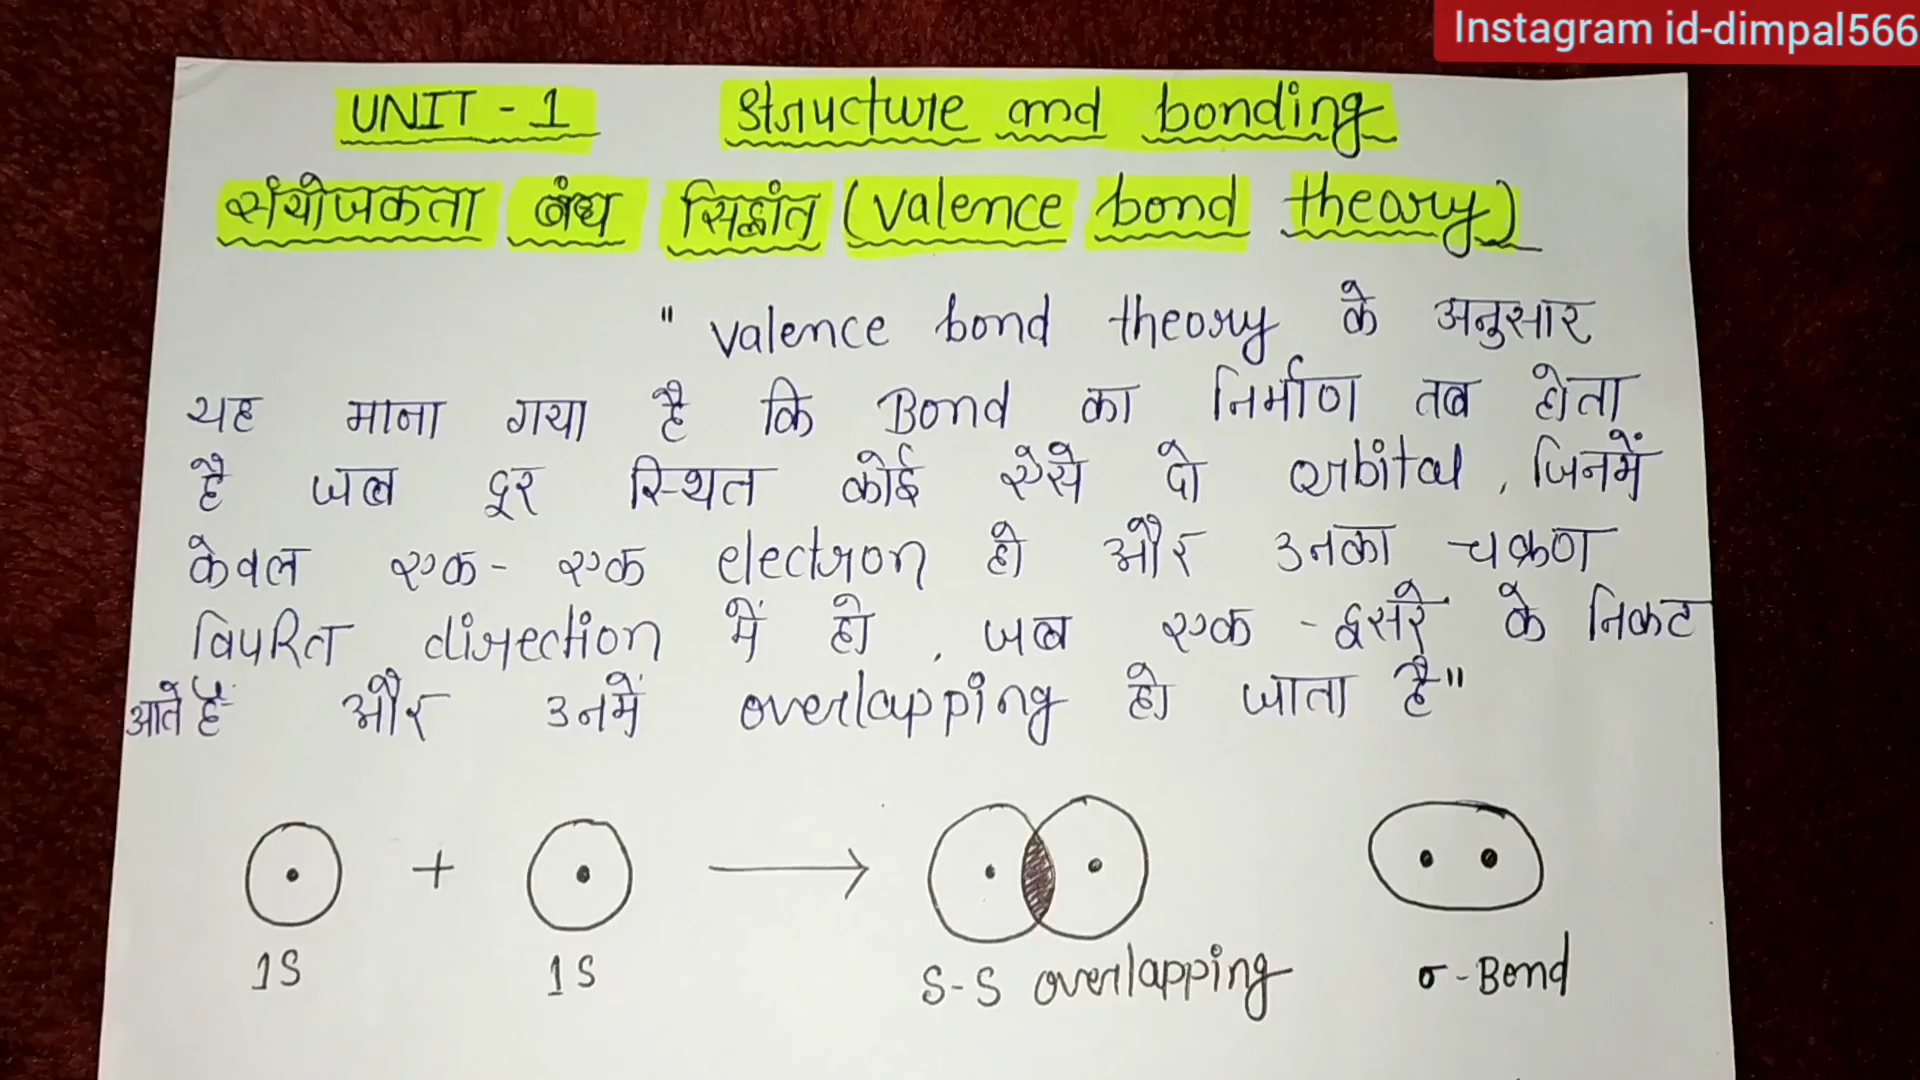 Instagram id-dimpal566
UNIT - 1 Structure and bonding
संयोजकता बंध सिद्धांत (valence bond theory)
" valence bond theory के अनुसार
यह माना गया है कि Bond का निर्माण तब होता
है जब दूर स्थित कोई ऐसे दो orbital , जिनमें
केवल एक - एक electron हो और उनका चक्रण
विपरित direction में हो , जब एक - दूसरे के निकट
आते हैं और उनमें overlapping हो जाता है"
+
1S 1S S-S overlapping σ-Bond